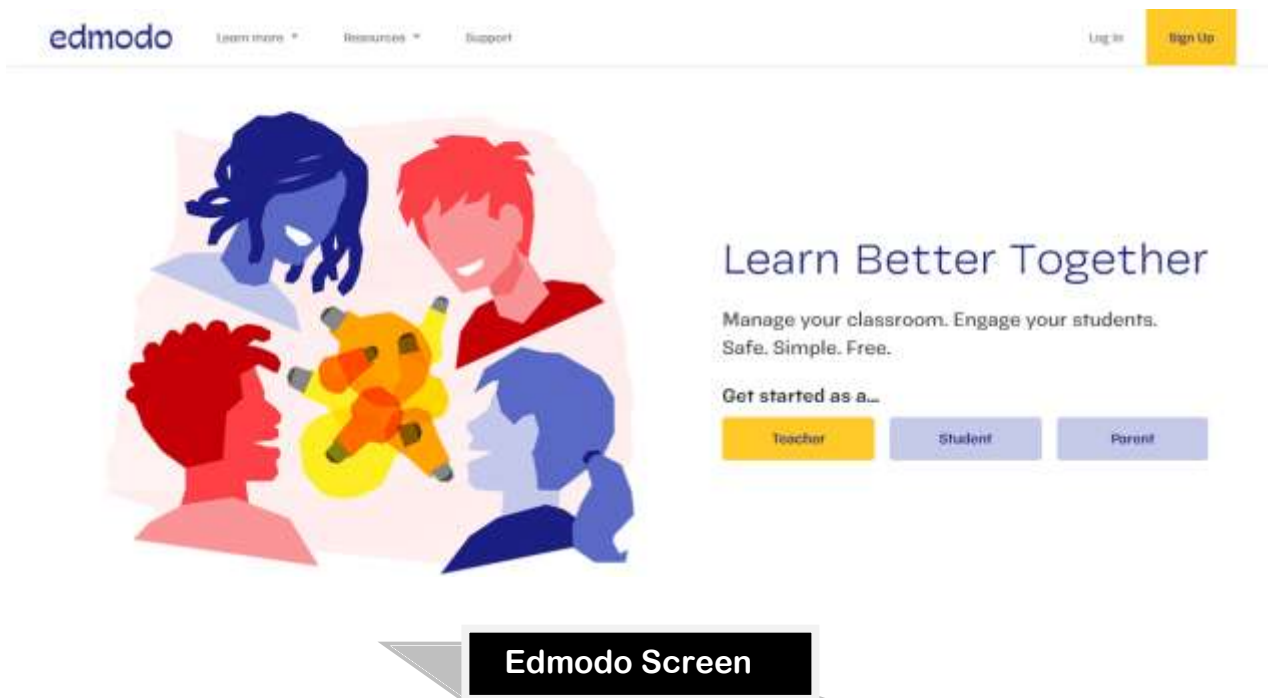 edmodo Learn more Resources Support Log In Sign Up
Learn Better Together
Manage your classroom. Engage your students.
Safe. Simple. Free.
Get started as a...
Teacher Student Parent
Edmodo Screen